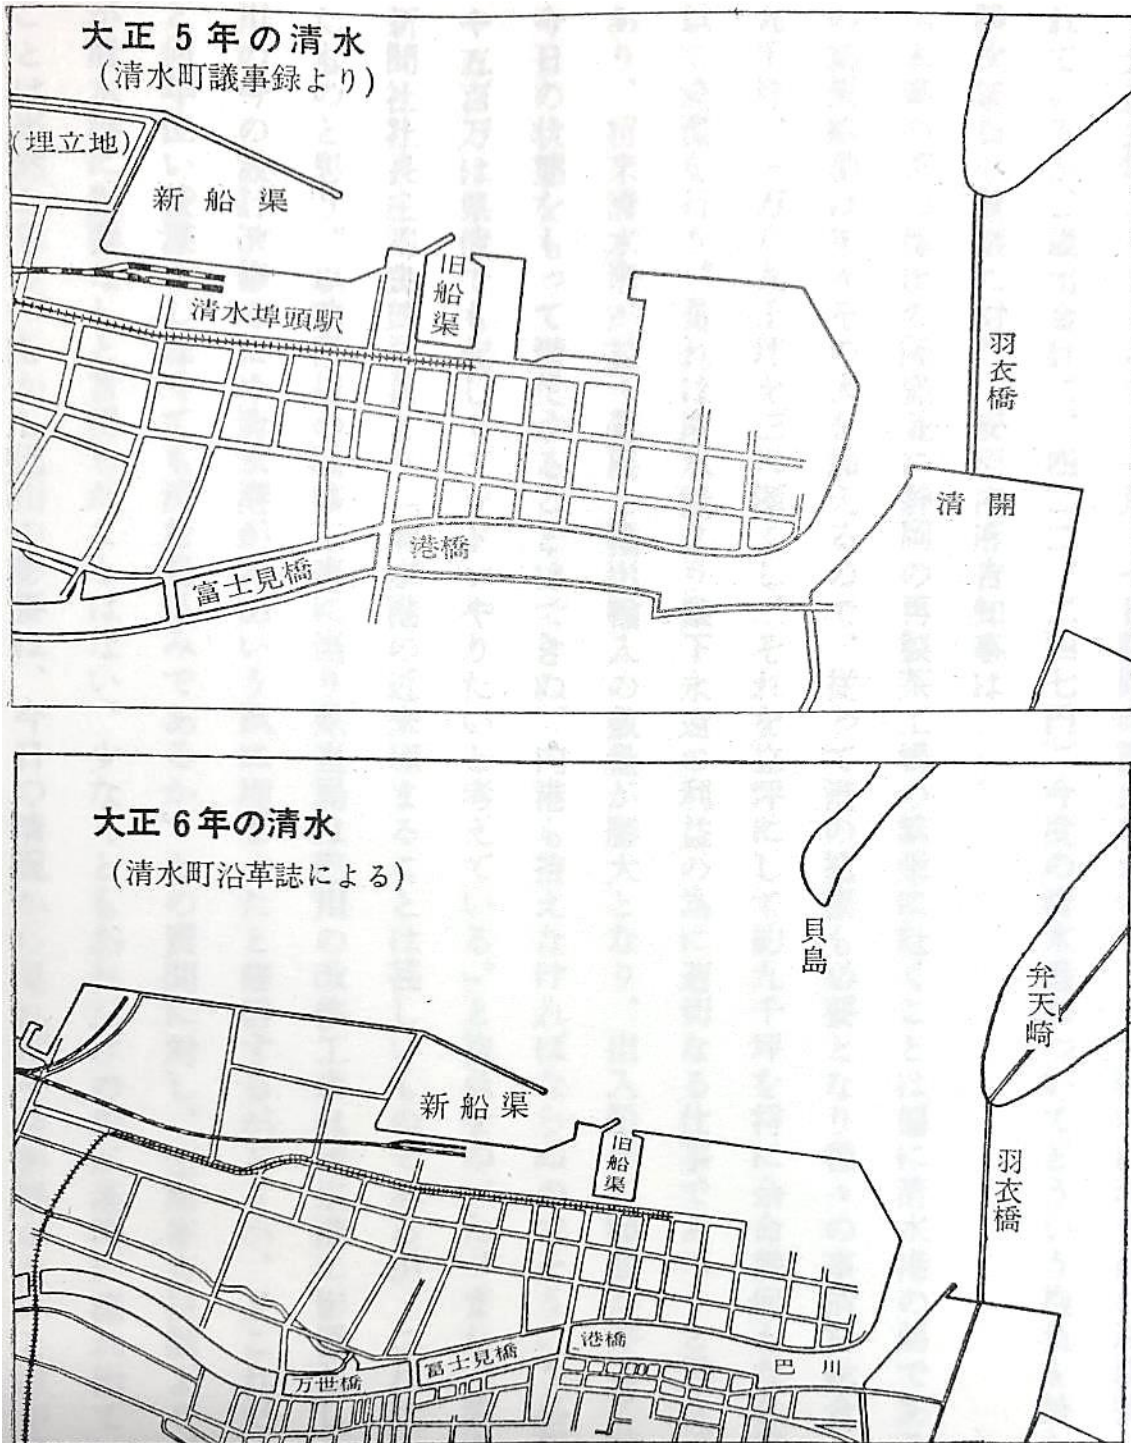 大正5年の清水
(清水町議事録より)
(埋立地)
新船渠
旧船渠
清水埠頭駅
羽衣橋
清開
港橋
富士見橋
大正6年の清水
(清水町沿革誌による)
貝島
弁天崎
新船渠
旧船渠
羽衣橋
港橋
富士見橋
巴川
万世橋